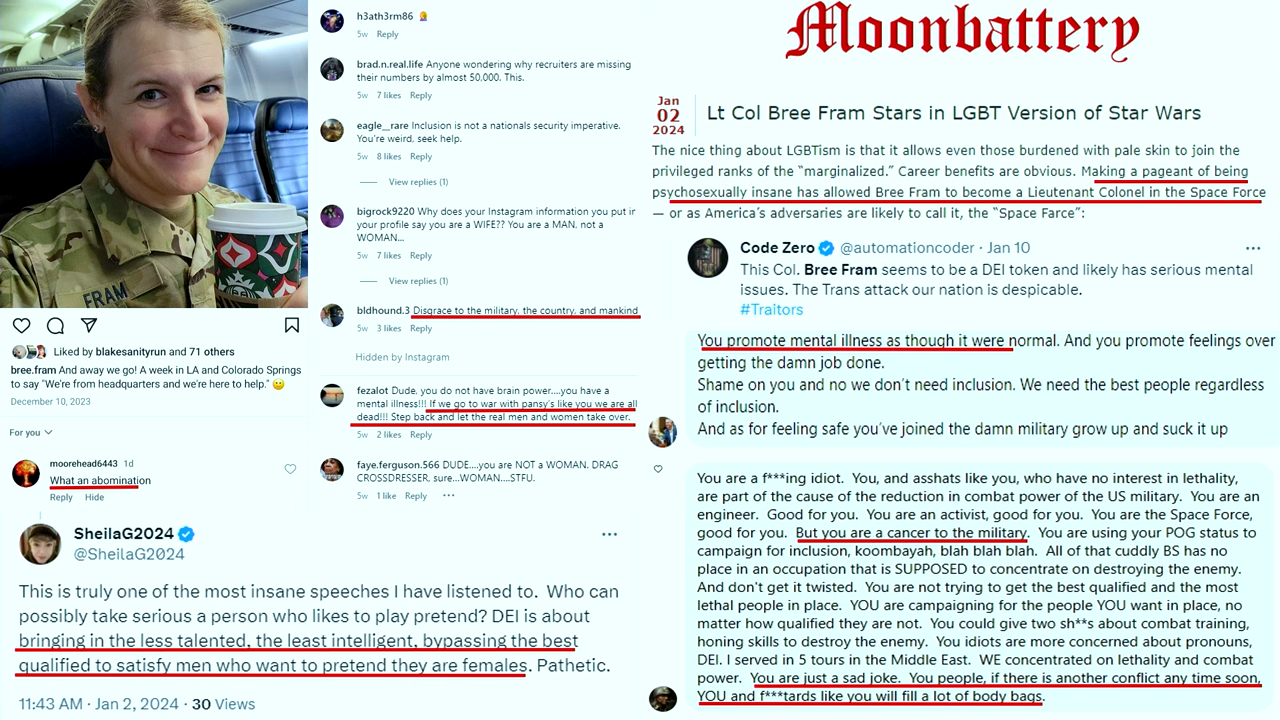 FRAM
Liked by blakesanityrun and 71 others
bree.fram And away we go! A week in LA and Colorado Springs
to say "We're from headquarters and we're here to help." 🙂
December 10, 2023
For you
moorehead6443 1d
What an abomination
Reply Hide
SheilaG2024
@SheilaG2024
This is truly one of the most insane speeches I have listened to. Who can
possibly take serious a person who likes to play pretend? DEI is about
bringing in the less talented, the least intelligent, bypassing the best
qualified to satisfy men who want to pretend they are females. Pathetic.
11:43 AM · Jan 2, 2024 · 30 Views
h3ath3rm86 🤦‍♀️
5w Reply
brad.n.real.life Anyone wondering why recruiters are missing
their numbers by almost 50.000. This.
5w 7 likes Reply
eagle__rare Inclusion is not a nationals security imperative.
You're weird, seek help.
5w 8 likes Reply
View replies (1)
bigrock9220 Why does your Instagram information you put ir
your profile say you are a WIFE?? You are a MAN, not a
WOMAN...
5w 7 likes Reply
View replies (1)
bldhound.3 Disgrace to the military, the country, and mankind
5w 3 likes Reply
Hidden by Instagram
fezalot Dude, you do not have brain power....you have a
mental illness!!! If we go to war with pansy's like you we are all
dead!!! Step back and let the real men and women take over.
5w 2 likes Reply
faye.ferguson.566 DUDE....you are NOT a WOMAN. DRAG
CROSSDRESSER, sure...WOMAN....STFU.
5w 1 like Reply ···
Moonbattery
Jan
02
2024
Lt Col Bree Fram Stars in LGBT Version of Star Wars
The nice thing about LGBTism is that it allows even those burdened with pale skin to join the
privileged ranks of the “marginalized.” Career benefits are obvious. Making a pageant of being
psychosexually insane has allowed Bree Fram to become a Lieutenant Colonel in the Space Force
— or as America’s adversaries are likely to call it, the “Space Farce”:
Code Zero @automationcoder · Jan 10
This Col. Bree Fram seems to be a DEI token and likely has serious mental
issues. The Trans attack our nation is despicable.
#Traitors
You promote mental illness as though it were normal. And you promote feelings over
getting the damn job done.
Shame on you and no we don't need inclusion. We need the best people regardless
of inclusion.
And as for feeling safe you've joined the damn military grow up and suck it up
You are a f***ing idiot. You, and asshats like you, who have no interest in lethality,
are part of the cause of the reduction in combat power of the US military. You are an
engineer. Good for you. You are an activist, good for you. You are the Space Force,
good for you. But you are a cancer to the military. You are using your POG status to
campaign for inclusion, koombayah, blah blah blah. All of that cuddly BS has no
place in an occupation that is SUPPOSED to concentrate on destroying the enemy.
And don't get it twisted. You are not trying to get the best qualified and the most
lethal people in place. YOU are campaigning for the people YOU want in place, no
matter how qualified they are not. You could give two sh**s about combat training,
honing skills to destroy the enemy. You idiots are more concerned about pronouns,
DEI. I served in 5 tours in the Middle East. WE concentrated on lethality and combat
power. You are just a sad joke. You people, if there is another conflict any time soon,
YOU and f***tards like you will fill a lot of body bags.